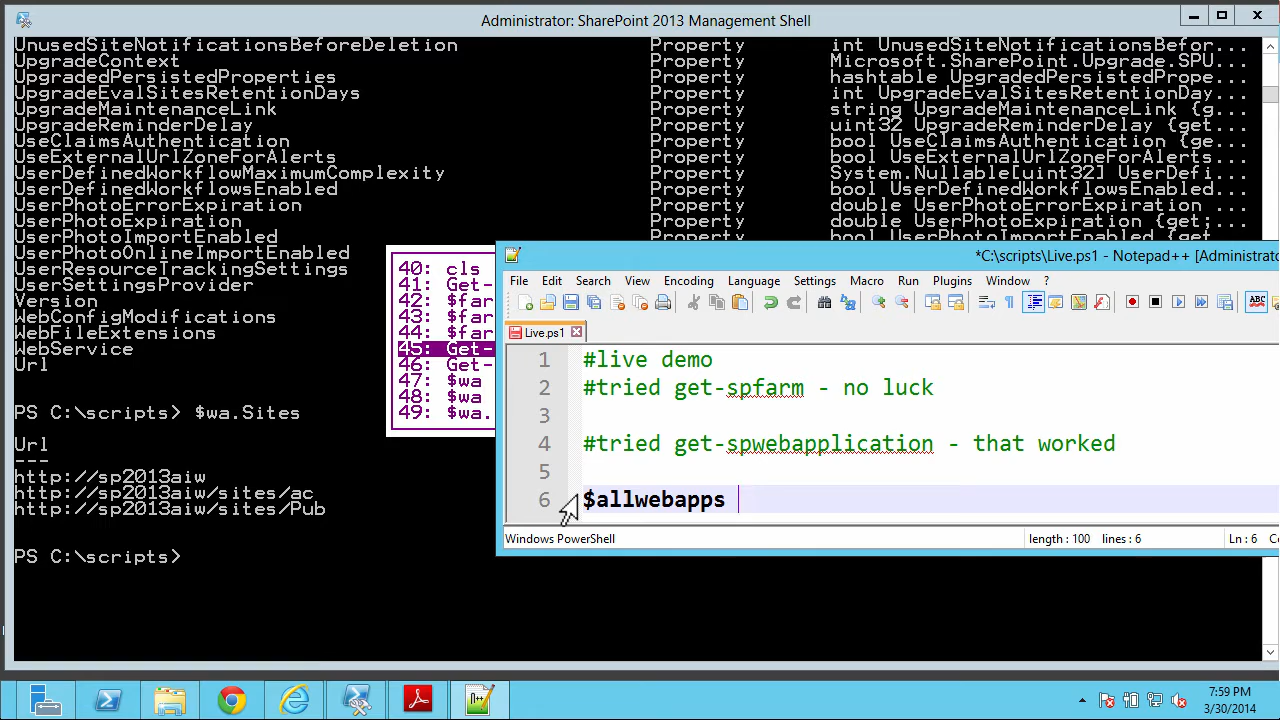 Administrator: SharePoint 2013 Management Shell
UnusedSiteNotificationsBeforeDeletion Property int UnusedSiteNotificationsBefor...
UpgradeContext Property Microsoft.SharePoint.Upgrade.SPU...
UpgradedPersistedProperties Property hashtable UpgradedPersistedPrope...
UpgradeEvalSitesRetentionDays Property int UpgradeEvalSitesRetentionDay...
UpgradeMaintenanceLink Property string UpgradeMaintenanceLink {g...
UpgradeReminderDelay Property uint32 UpgradeReminderDelay {get...
UseClaimsAuthentication Property bool UseClaimsAuthentication {ge...
UseExternalUrlZoneForAlerts Property bool UseExternalUrlZoneForAlerts...
UserDefinedWorkflowMaximumComplexity Property System.Nullable[uint32] UserDefi...
UserDefinedWorkflowsEnabled Property bool UserDefinedWorkflowsEnabled...
UserPhotoErrorExpiration Property double UserPhotoErrorExpiration ...
UserPhotoExpiration Property double UserPhotoExpiration {get;...
UserPhotoImportEnabled Property bool UserPhotoImportEnabled {get...
UserPhotoOnlineImportEnabled
UserResourceTrackingSettings
UserSettingsProvider
Version
WebConfigModifications
WebFileExtensions
WebService
Url
PS C:\scripts> $wa.Sites
Url
---
http://sp2013aiw
http://sp2013aiw/sites/ac
http://sp2013aiw/sites/Pub
PS C:\scripts>
40: cls
41: Get-
42: $far
43: $far
44: $far
45: Get-
46: Get-
47: $wa
48: $wa
49: $wa.
*C:\scripts\Live.ps1 - Notepad++ [Administrato
File Edit Search View Encoding Language Settings Macro Run Plugins Window ?
ABC
Live.ps1
1 #live demo
2 #tried get-spfarm - no luck
3
4 #tried get-spwebapplication - that worked
5
6 $allwebapps
Windows PowerShell length : 100 lines : 6 Ln : 6 Co
7:59 PM
3/30/2014